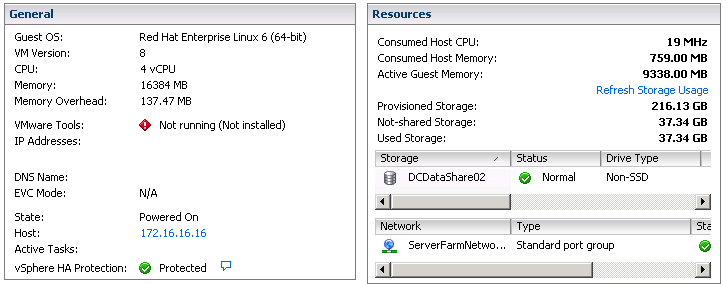 General
Guest OS: Red Hat Enterprise Linux 6 (64-bit)
VM Version: 8
CPU: 4 vCPU
Memory: 16384 MB
Memory Overhead: 137.47 MB
VMware Tools: Not running (Not installed)
IP Addresses:
DNS Name:
EVC Mode: N/A
State: Powered On
Host: 172.16.16.16
Active Tasks:
vSphere HA Protection: Protected
Resources
Consumed Host CPU: 19 MHz
Consumed Host Memory: 759.00 MB
Active Guest Memory: 9338.00 MB
Refresh Storage Usage
Provisioned Storage: 216.13 GB
Not-shared Storage: 37.34 GB
Used Storage: 37.34 GB
Storage Status Drive Type
DCDataShare02 Normal Non-SSD
Network Type Sta
ServerFarmNetwo... Standard port group